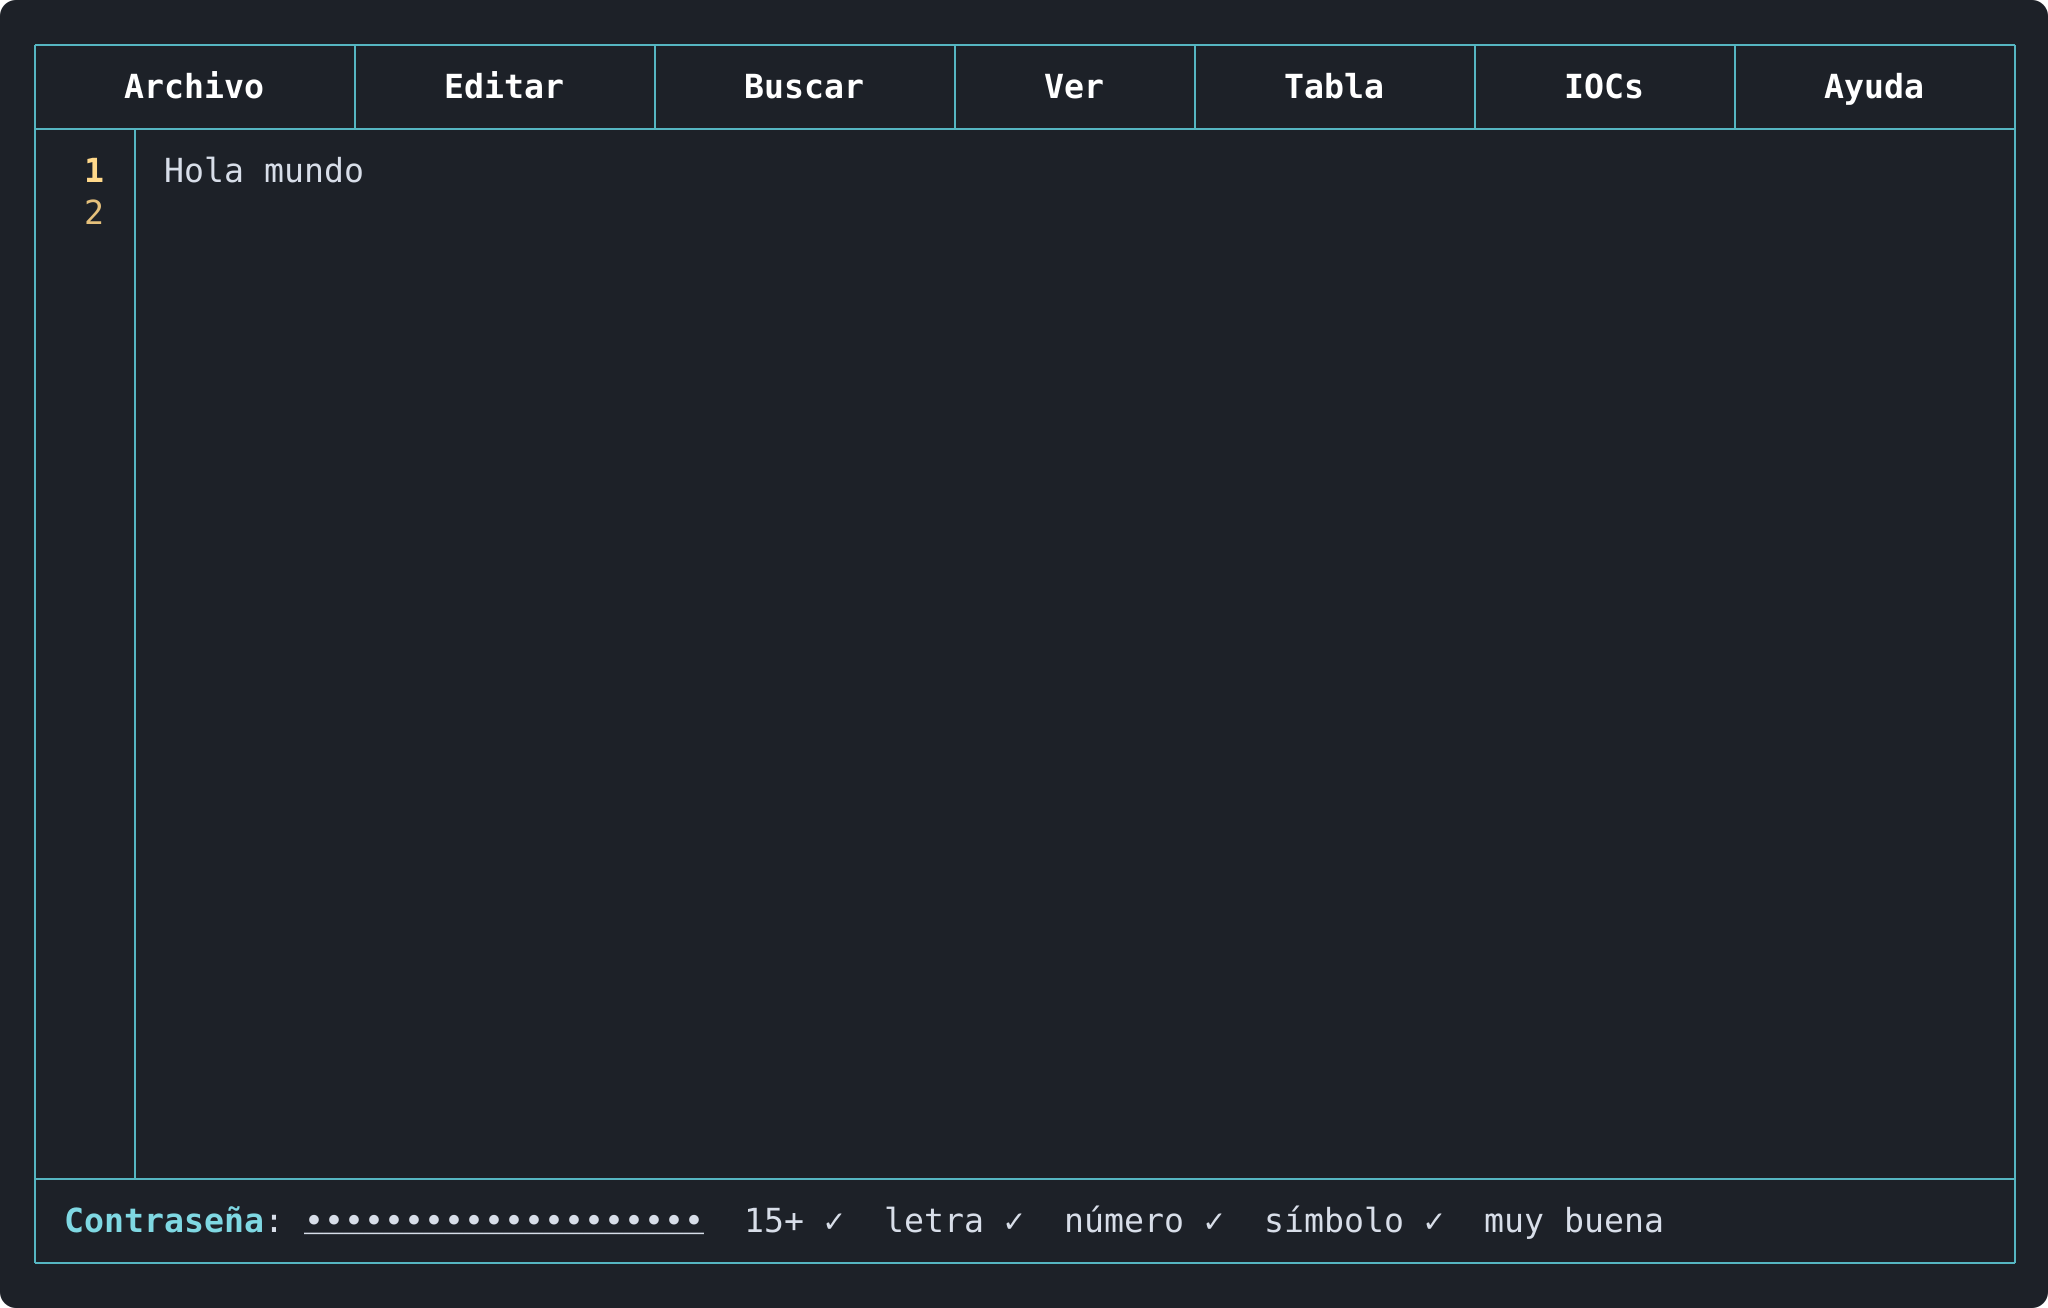 Archivo Editar Buscar Ver Tabla IOCs Ayuda
1 Hola mundo
2
Contraseña: •••••••••••••••••••• 15+ ✓ letra ✓ número ✓ símbolo ✓ muy buena